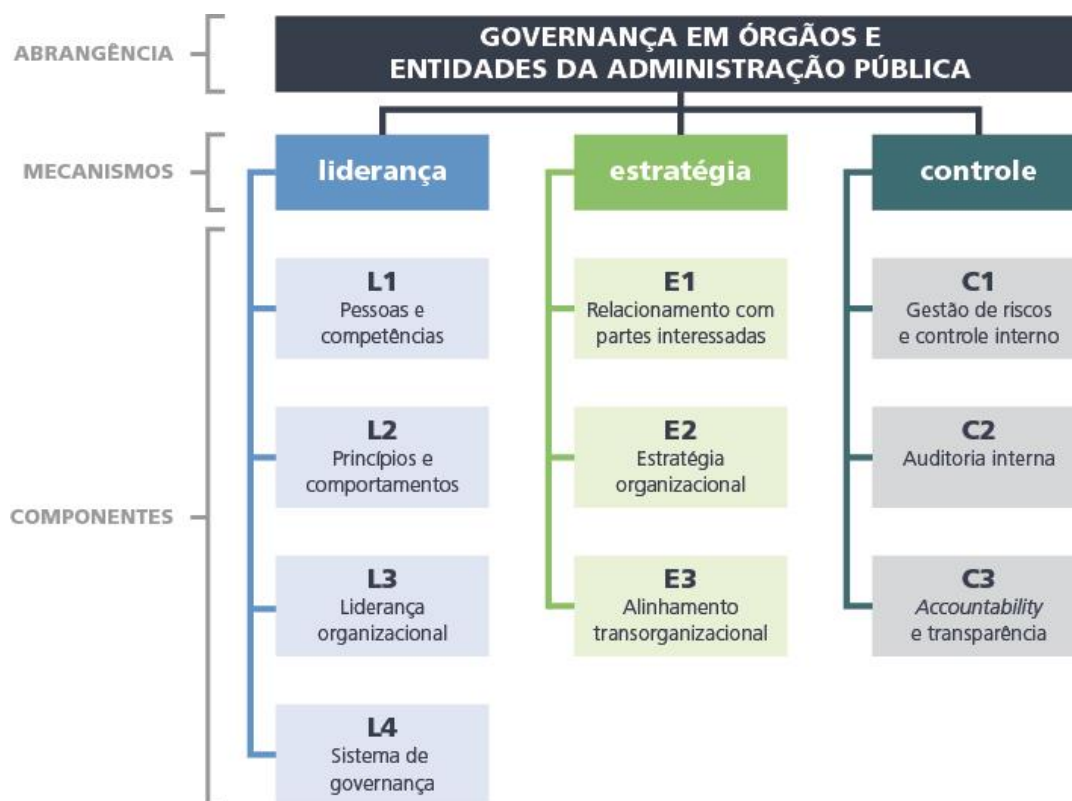 ABRANGÊNCIA
GOVERNANÇA EM ÓRGÃOS E
ENTIDADES DA ADMINISTRAÇÃO PÚBLICA
MECANISMOS
liderança
estratégia
controle
COMPONENTES
L1
Pessoas e
competências
L2
Princípios e
comportamentos
L3
Liderança
organizacional
L4
Sistema de
governança
E1
Relacionamento com
partes interessadas
E2
Estratégia
organizacional
E3
Alinhamento
transorganizacional
C1
Gestão de riscos
e controle interno
C2
Auditoria interna
C3
Accountability
e transparência